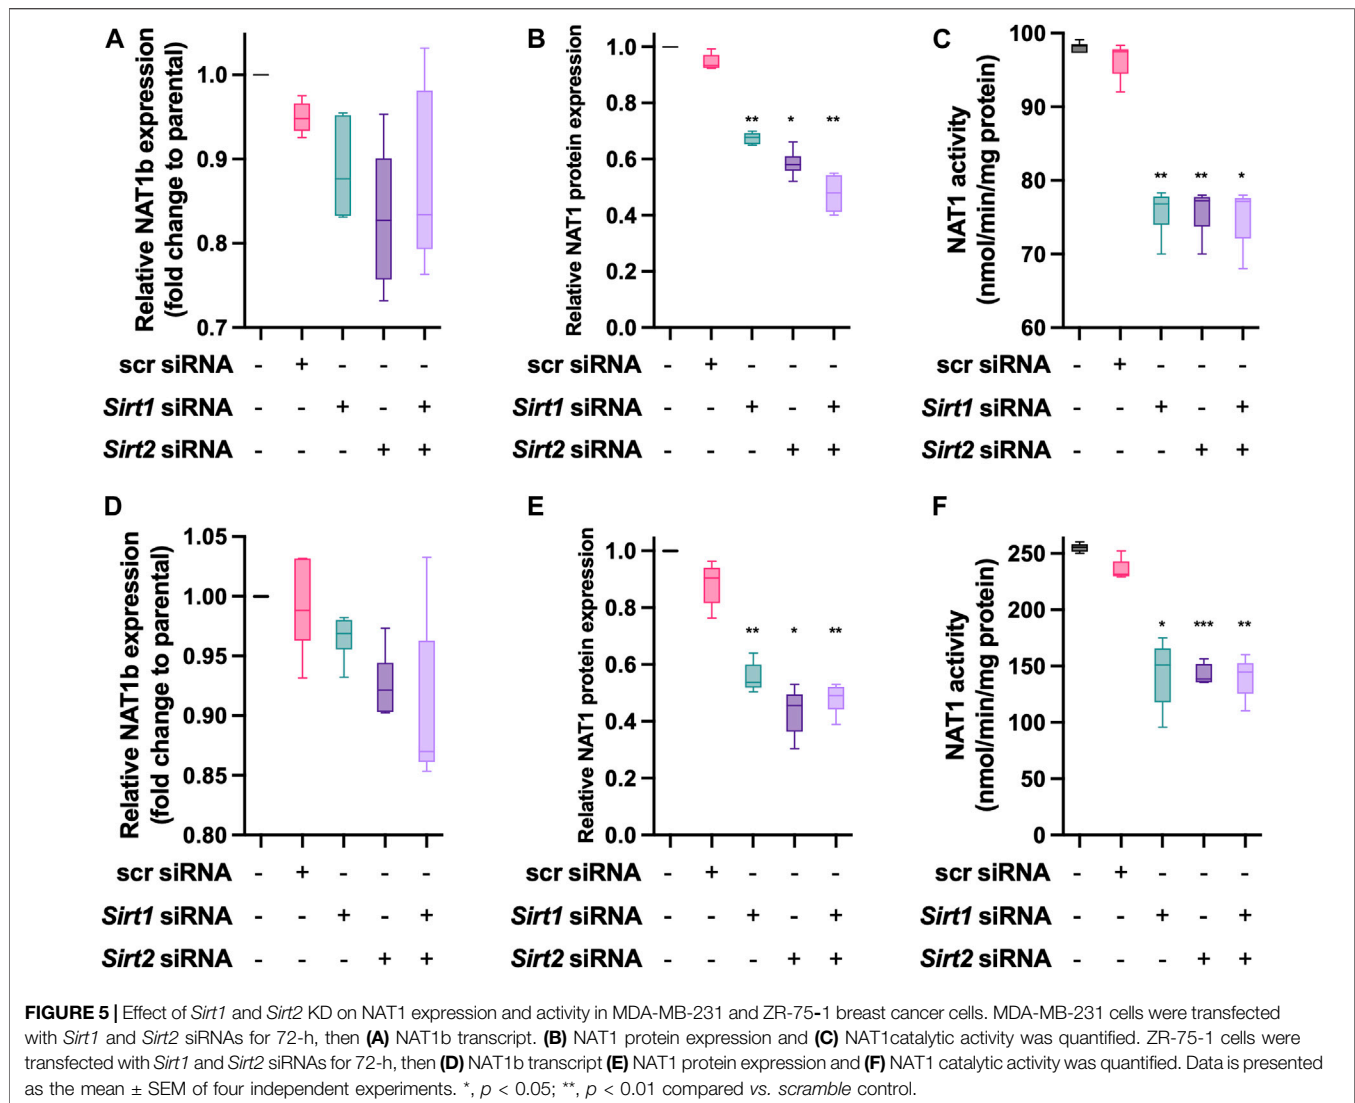 A
Relative NAT1b expression
(fold change to parental)
1.0
0.9
0.8
0.7
scr siRNA - + - - -
Sirt1 siRNA - - + - +
Sirt2 siRNA - - - + +
B
Relative NAT1 protein expression
1.0
0.8
0.6
0.4
0.2
0.0
** * **
scr siRNA - + - - -
Sirt1 siRNA - - + - +
Sirt2 siRNA - - - + +
C
NAT1 activity
(nmol/min/mg protein)
100
90
80
70
60
** ** *
scr siRNA - + - - -
Sirt1 siRNA - - + - +
Sirt2 siRNA - - - + +
D
Relative NAT1b expression
(fold change to parental)
1.05
1.00
0.95
0.90
0.85
0.80
scr siRNA - + - - -
Sirt1 siRNA - - + - +
Sirt2 siRNA - - - + +
E
Relative NAT1 protein expression
1.0
0.8
0.6
0.4
0.2
0.0
** * **
scr siRNA - + - - -
Sirt1 siRNA - - + - +
Sirt2 siRNA - - - + +
F
NAT1 activity
(nmol/min/mg protein)
250
200
150
100
50
0
* *** **
scr siRNA - + - - -
Sirt1 siRNA - - + - +
Sirt2 siRNA - - - + +
FIGURE 5 | Effect of Sirt1 and Sirt2 KD on NAT1 expression and activity in MDA-MB-231 and ZR-75-1 breast cancer cells. MDA-MB-231 cells were transfected
with Sirt1 and Sirt2 siRNAs for 72-h, then (A) NAT1b transcript. (B) NAT1 protein expression and (C) NAT1catalytic activity was quantified. ZR-75-1 cells were
transfected with Sirt1 and Sirt2 siRNAs for 72-h, then (D) NAT1b transcript (E) NAT1 protein expression and (F) NAT1 catalytic activity was quantified. Data is presented
as the mean ± SEM of four independent experiments. *, p < 0.05; **, p < 0.01 compared vs. scramble control.